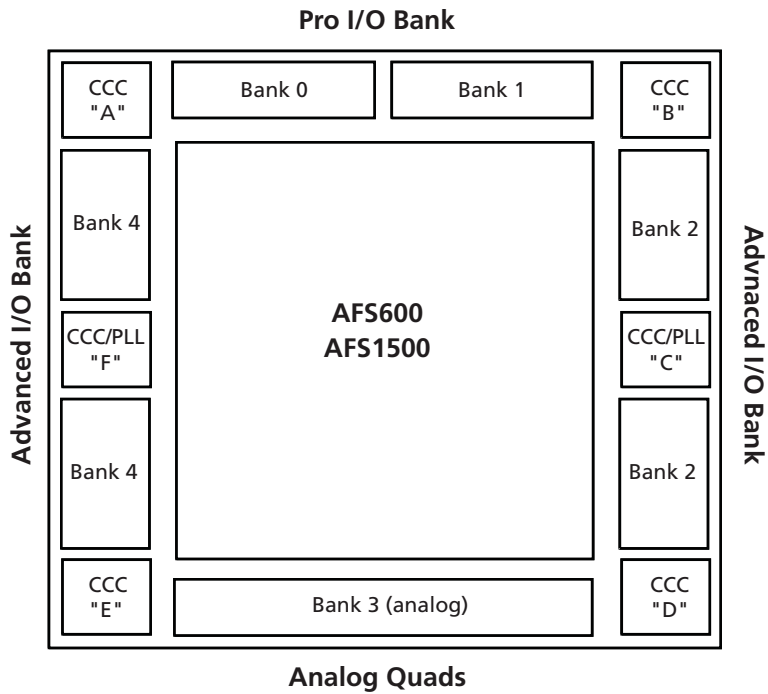 Pro I/O Bank
CCC
"A"
Bank 0
Bank 1
CCC
"B"
Bank 4
Bank 2
Advanced I/O Bank
AFS600
AFS1500
Advnaced I/O Bank
CCC/PLL
"F"
CCC/PLL
"C"
Bank 4
Bank 2
CCC
"E"
Bank 3 (analog)
CCC
"D"
Analog Quads